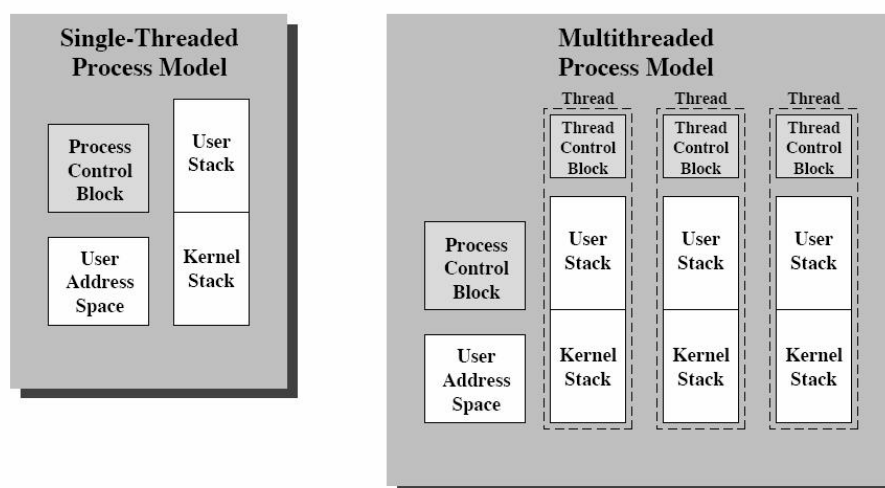 Single-Threaded
Process Model
Process
Control
Block
User
Stack
User
Address
Space
Kernel
Stack
Multithreaded
Process Model
Thread
Thread
Thread
Thread
Control
Block
Thread
Control
Block
Thread
Control
Block
Process
Control
Block
User
Stack
User
Stack
User
Stack
User
Address
Space
Kernel
Stack
Kernel
Stack
Kernel
Stack